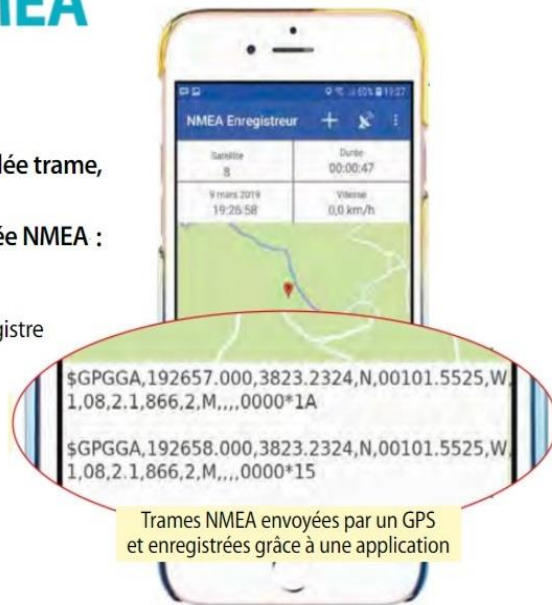 MEA
lée trame,
ée NMEA :
gistre
NMEA Enregistreur
Satellite
8
Durée
00:00:47
9 mars 2019
19:26:58
Vitesse
0,0 km/h
$GPGGA,192657.000,3823.2324,N,00101.5525,W,
1,08,2.1,866,2,M,,,,0000*1A
$GPGGA,192658.000,3823.2324,N,00101.5525,W,
1,08,2.1,866,2,M,,,,0000*15
Trames NMEA envoyées par un GPS
et enregistrées grâce à une application